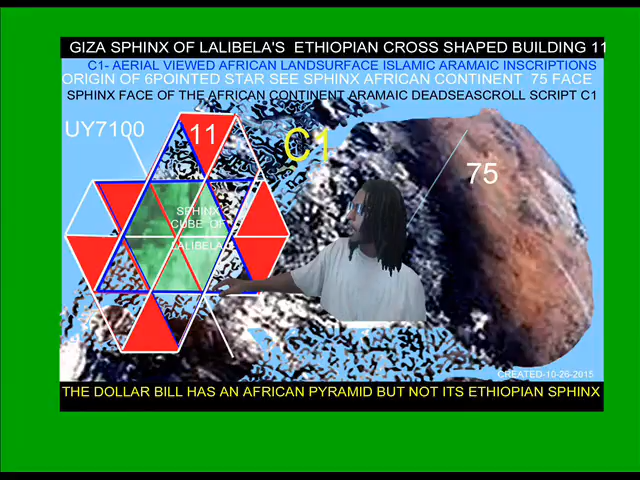 GIZA SPHINX OF LALIBELA'S ETHIOPIAN CROSS SHAPED BUILDING 11
C1- AERIAL VIEWED AFRICAN LANDSURFACE ISLAMIC ARAMAIC INSCRIPTIONS
ORIGIN OF 6POINTED STAR SEE SPHINX AFRICAN CONTINENT 75 FACE
SPHINX FACE OF THE AFRICAN CONTINENT ARAMAIC DEADSEASCROLL SCRIPT C1
UY7100
11
C1
75
SPHINX
CUBE OF
LALIBELA
CREATED-10-26-2015
THE DOLLAR BILL HAS AN AFRICAN PYRAMID BUT NOT ITS ETHIOPIAN SPHINX